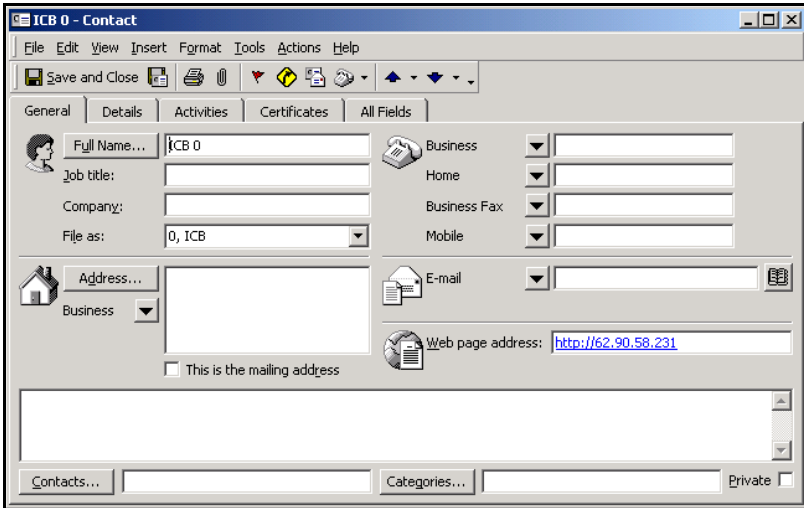 ICB 0 - Contact
File Edit View Insert Format Tools Actions Help
Save and Close
General Details Activities Certificates All Fields
Full Name... ICB 0
Job title:
Company:
File as: 0, ICB
Business
Home
Business Fax
Mobile
Address...
Business
This is the mailing address
E-mail
Web page address: http://62.90.58.231
Contacts... Categories... Private